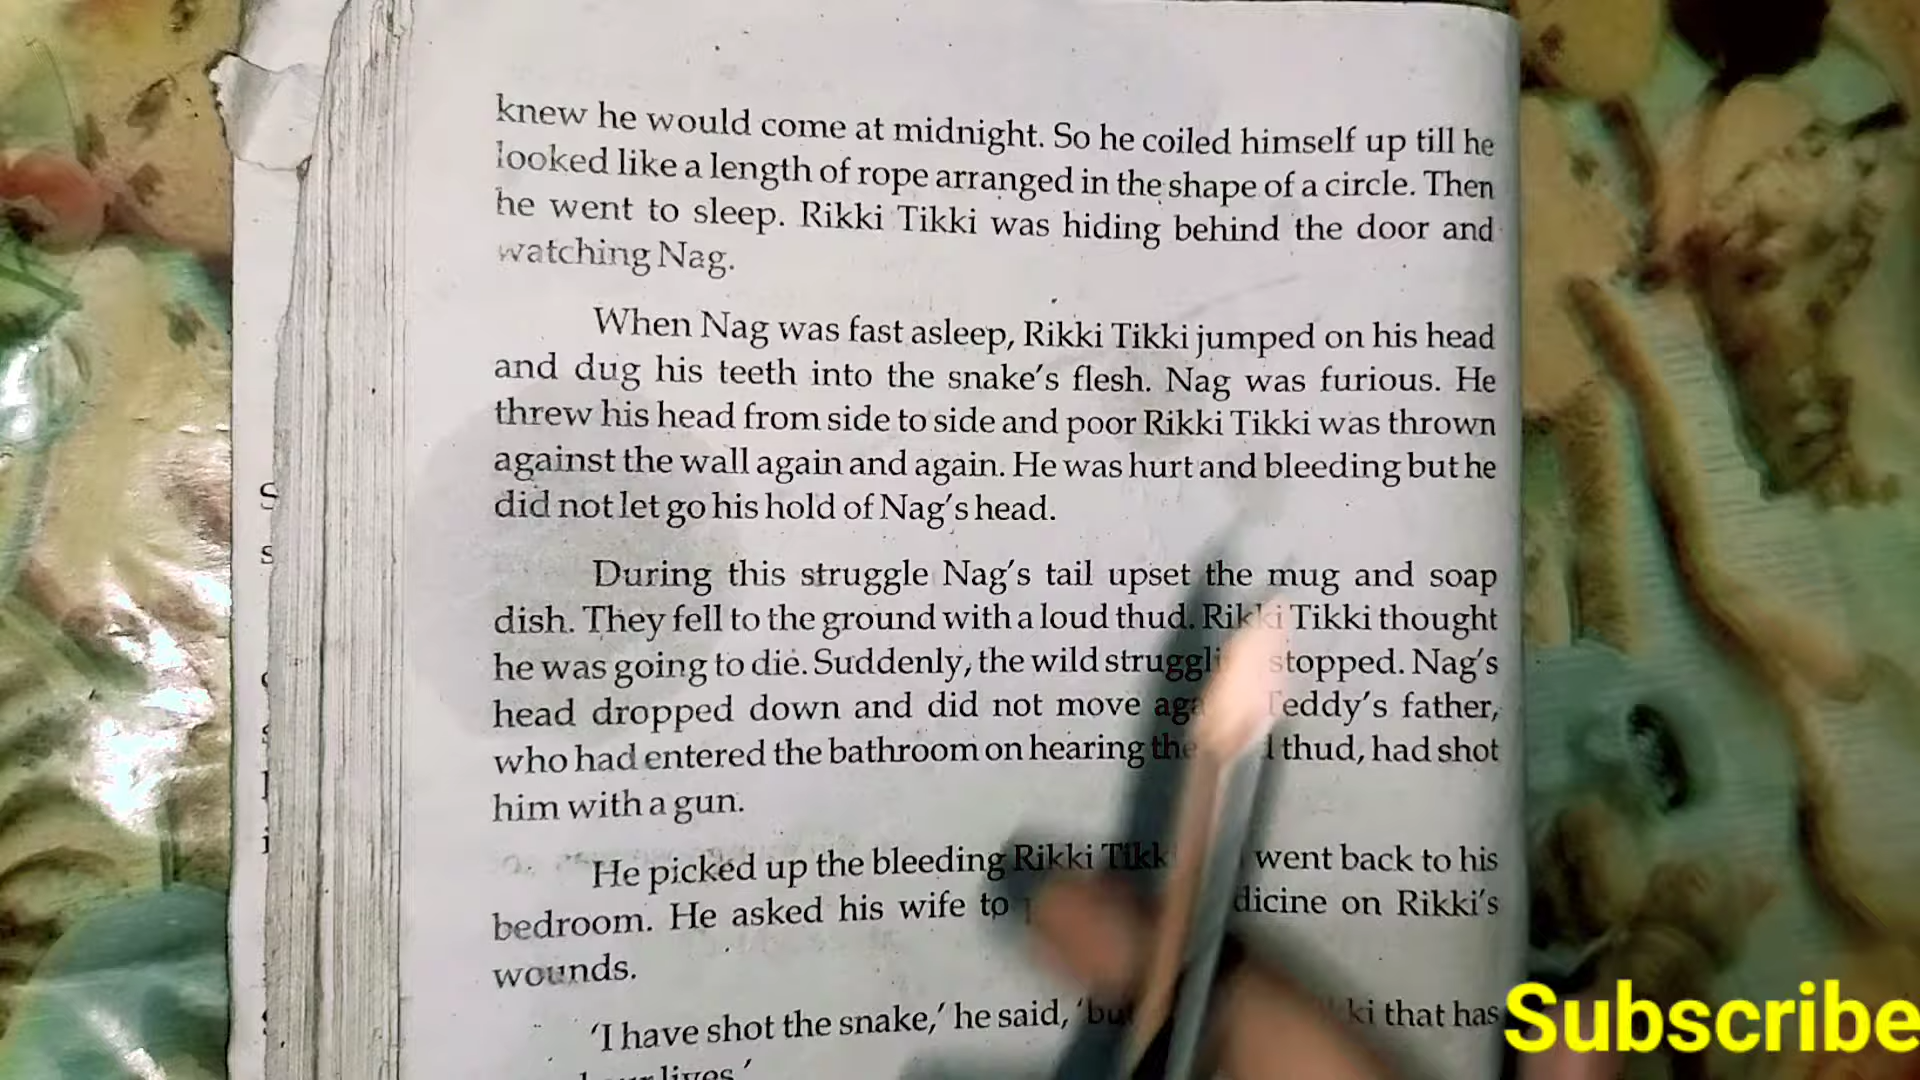 knew he would come at midnight. So he coiled himself up till he
looked like a length of rope arranged in the shape of a circle. Then
he went to sleep. Rikki Tikki was hiding behind the door and
watching Nag.
When Nag was fast asleep, Rikki Tikki jumped on his head
and dug his teeth into the snake's flesh. Nag was furious. He
threw his head from side to side and poor Rikki Tikki was thrown
against the wall again and again. He was hurt and bleeding but he
did not let go his hold of Nag's head.
During this struggle Nag's tail upset the mug and soap
dish. They fell to the ground with a loud thud. Rikki Tikki thought
he was going to die. Suddenly, the wild stopped. Nag's
head dropped down and did not move Teddy's father,
who had entered the bathroom on hearing the thud, had shot
him with a gun.
He picked up the bleeding Rikki went back to his
bedroom. He asked his wife to on Rikki's
wounds.
'I have shot the snake,' he said, 'but that has
lives.'
Subscribe